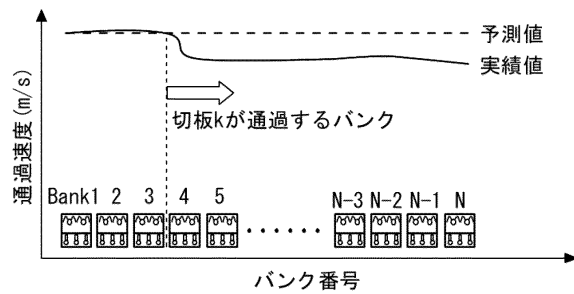 予測値
実績値
切板kが通過するバンク
通過速度(m/s)
Bank1 2 3 4 5 ······ N-3 N-2 N-1 N
バンク番号